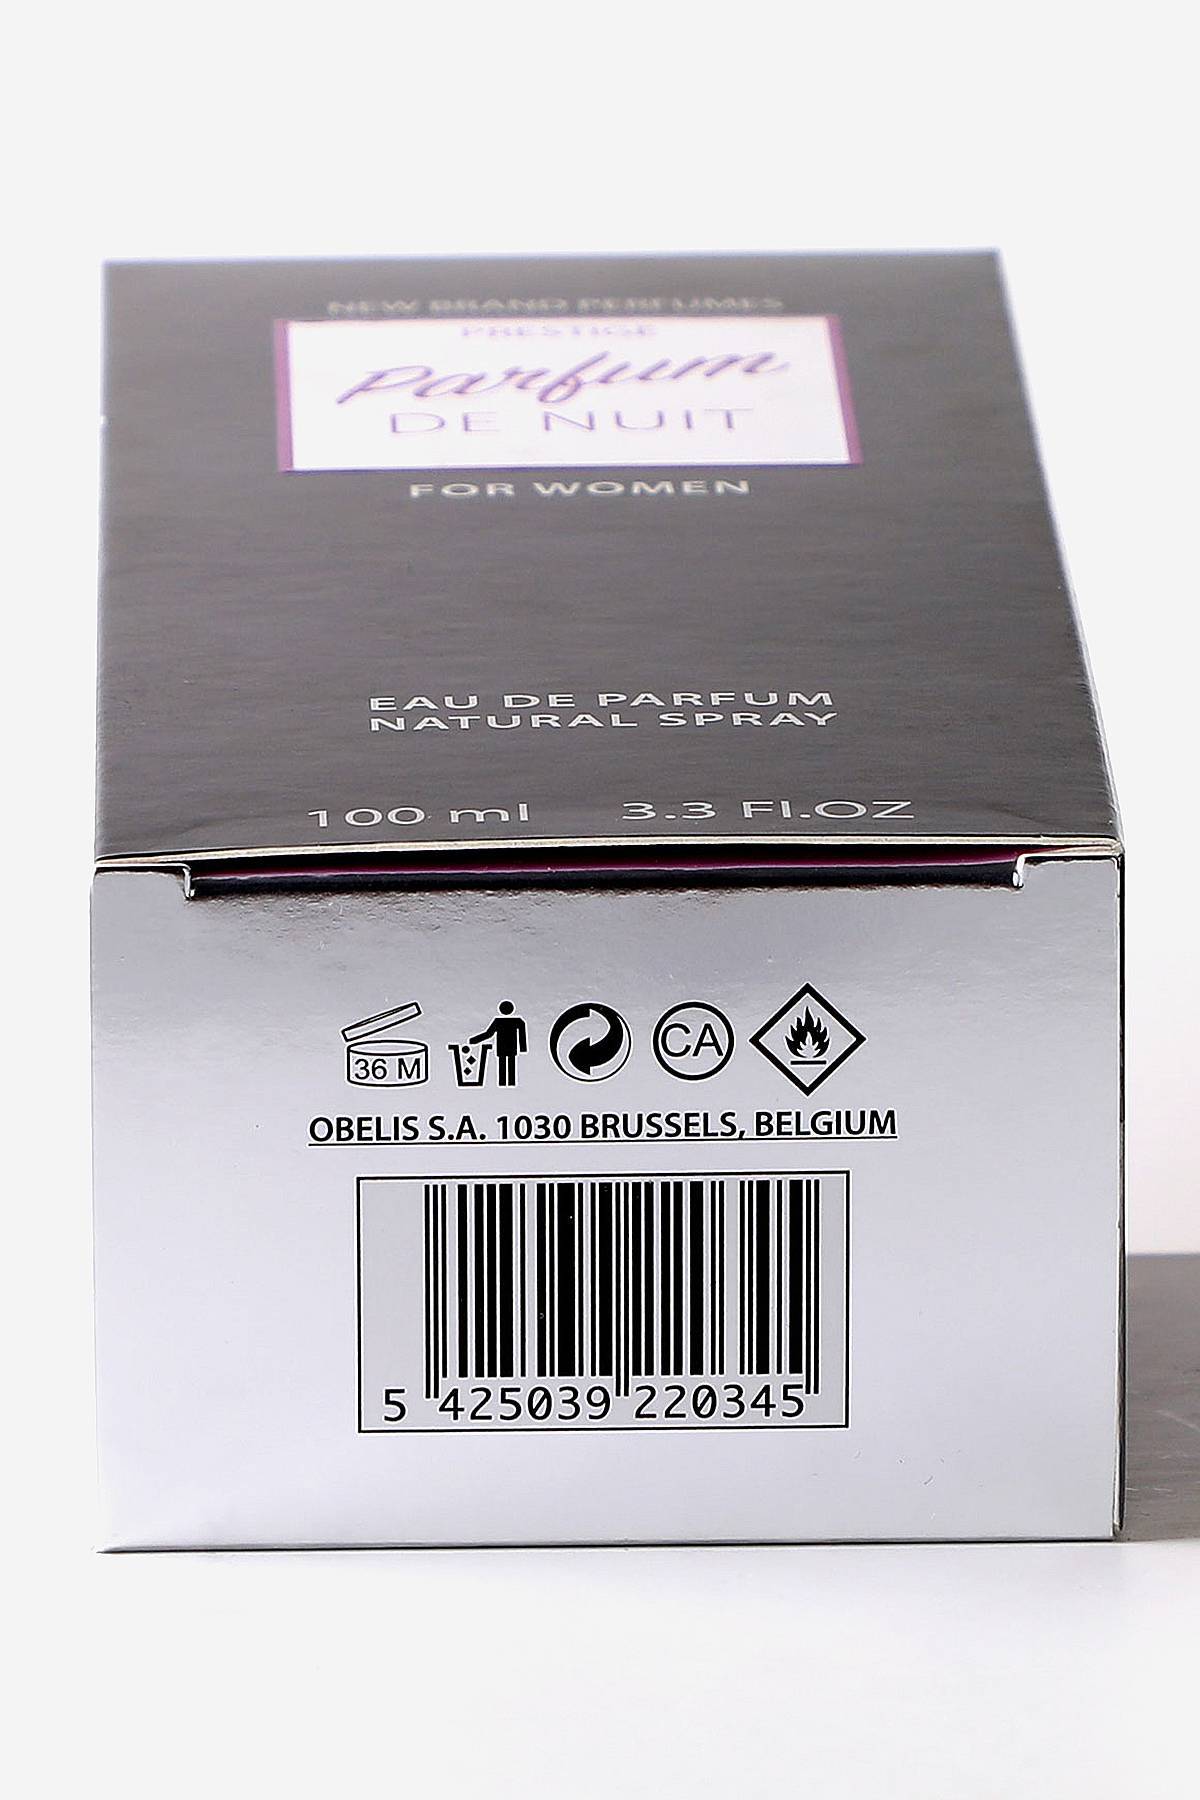 NEW BRAND PERFUMES
PRESTIGE
Parfum
DE NUIT
FOR WOMEN
EAU DE PARFUM
NATURAL SPRAY
100 ml 3.3 Fl.OZ
36 M
CA
OBELIS S.A. 1030 BRUSSELS, BELGIUM
5 425039 220345